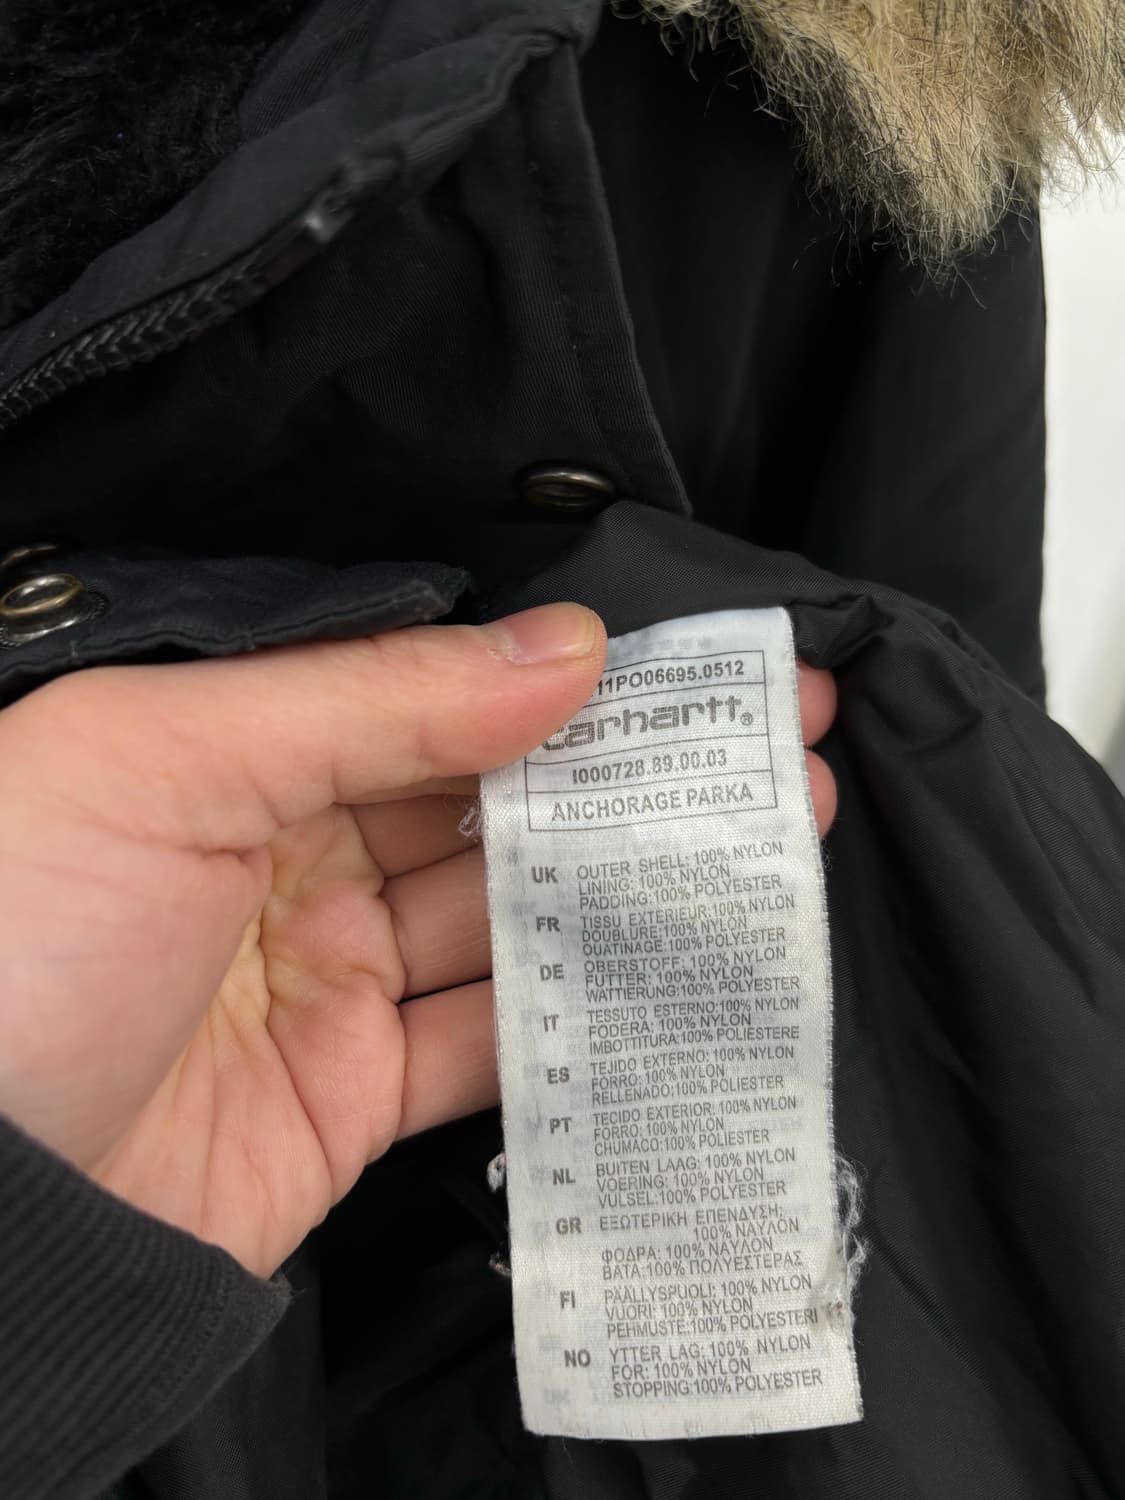 11PO06695.0512
carhartt®
I000728.89.00.03
ANCHORAGE PARKA
UK OUTER SHELL: 100% NYLON
LINING: 100% NYLON
PADDING:100% POLYESTER
FR TISSU EXTERIEUR:100% NYLON
DOUBLURE:100% NYLON
OUATINAGE:100% POLYESTER
DE OBERSTOFF: 100% NYLON
FUTTER: 100% NYLON
WATTIERUNG:100% POLYESTER
IT TESSUTO ESTERNO:100% NYLON
FODERA: 100% NYLON
IMBOTTITURA:100% POLIESTERE
ES TEJIDO EXTERNO: 100% NYLON
FORRO: 100% NYLON
RELLENADO:100% POLIESTER
PT TECIDO EXTERIOR: 100% NYLON
FORRO: 100% NYLON
CHUMACO:100% POLIESTER
NL BUITEN LAAG: 100% NYLON
VOERING: 100% NYLON
VULSEL:100% POLYESTER
GR ΕΞΩΤΕΡΙΚΗ ΕΠΕΝΔΥΣΗ:
100% ΝΑΥΛΟΝ
ΦΟΔΡΑ: 100% ΝΑΥΛΟΝ
ΒΑΤΑ:100% ΠΟΛΥΕΣΤΕΡΑΣ
FI PÄÄLLYSPUOLI: 100% NYLON
VUORI: 100% NYLON
PEHMUSTE:100% POLYESTERI
NO YTTER LAG: 100% NYLON
FOR: 100% NYLON
STOPPING:100% POLYESTER